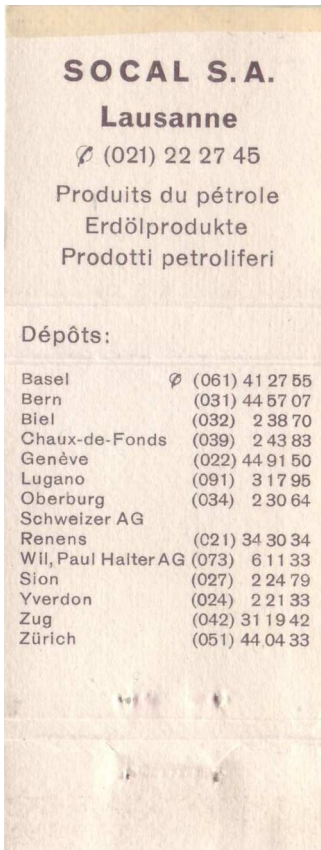 SOCAL S.A.
Lausanne
✆ (021) 22 27 45
Produits du pétrole
Erdölprodukte
Prodotti petroliferi
Dépôts:
Basel ✆ (061) 41 27 55
Bern (031) 44 57 07
Biel (032) 2 38 70
Chaux-de-Fonds (039) 2 43 83
Genève (022) 44 91 50
Lugano (091) 3 17 95
Oberburg (034) 2 30 64
Schweizer AG
Renens (021) 34 30 34
Wil, Paul Halter AG (073) 6 11 33
Sion (027) 2 24 79
Yverdon (024) 2 21 33
Zug (042) 31 19 42
Zürich (051) 44 04 33